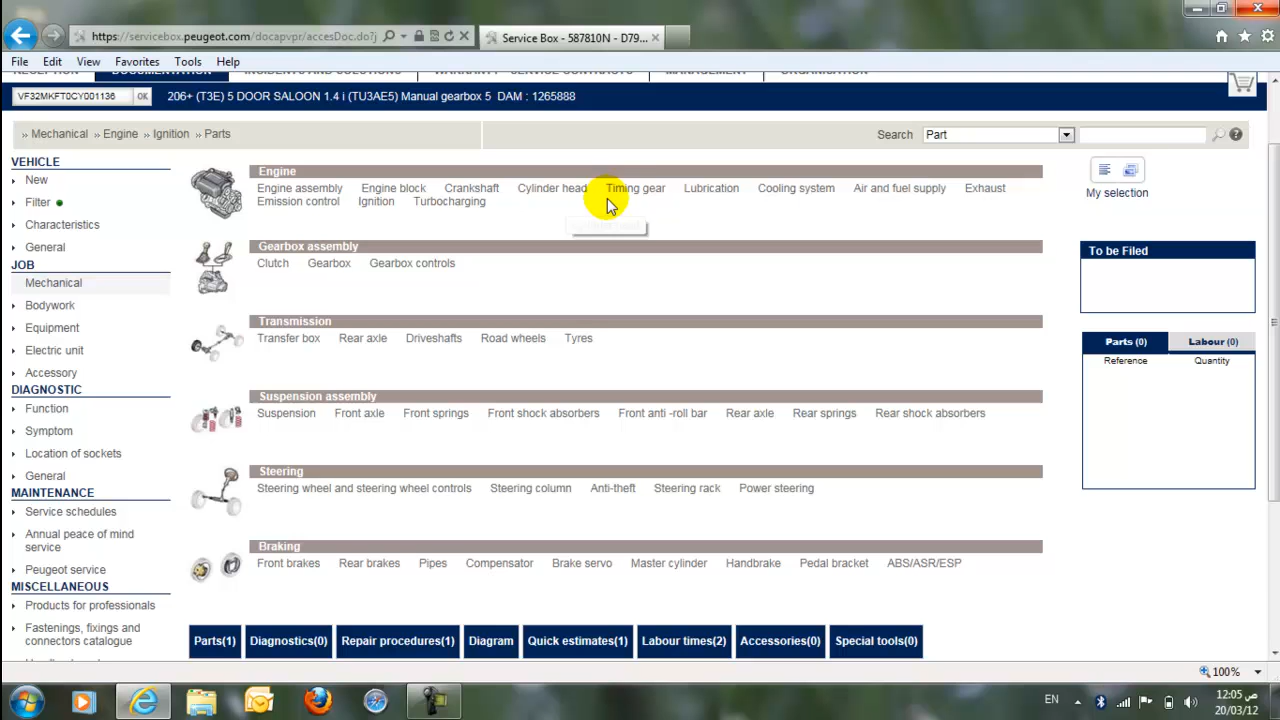 https://servicebox.peugeot.com/docapvpr/accesDoc.do?j
Service Box - 587810N - D79...
File Edit View Favorites Tools Help
RECEPTION DOCUMENTATION INCIDENTS AND SOLUTIONS WARRANTY - SERVICE CONTRACTS MANAGEMENT ORGANISATION
VF32MKFT0CY001136 OK 206+ (T3E) 5 DOOR SALOON 1.4 i (TU3AE5) Manual gearbox 5 DAM : 1265888
» Mechanical » Engine » Ignition » Parts Search Part
VEHICLE
New
Filter
Characteristics
General
JOB
Mechanical
Bodywork
Equipment
Electric unit
Accessory
DIAGNOSTIC
Function
Symptom
Location of sockets
General
MAINTENANCE
Service schedules
Annual peace of mind
service
Peugeot service
MISCELLANEOUS
Products for professionals
Fastenings, fixings and
connectors catalogue
Engine
Engine assembly Engine block Crankshaft Cylinder head Timing gear Lubrication Cooling system Air and fuel supply Exhaust
Emission control Ignition Turbocharging
Gearbox assembly
Clutch Gearbox Gearbox controls
Transmission
Transfer box Rear axle Driveshafts Road wheels Tyres
Suspension assembly
Suspension Front axle Front springs Front shock absorbers Front anti -roll bar Rear axle Rear springs Rear shock absorbers
Steering
Steering wheel and steering wheel controls Steering column Anti-theft Steering rack Power steering
Braking
Front brakes Rear brakes Pipes Compensator Brake servo Master cylinder Handbrake Pedal bracket ABS/ASR/ESP
Parts(1) Diagnostics(0) Repair procedures(1) Diagram Quick estimates(1) Labour times(2) Accessories(0) Special tools(0)
My selection
To be Filed
Parts (0) Labour (0)
Reference Quantity
100%
EN
12:05 ص
20/03/12